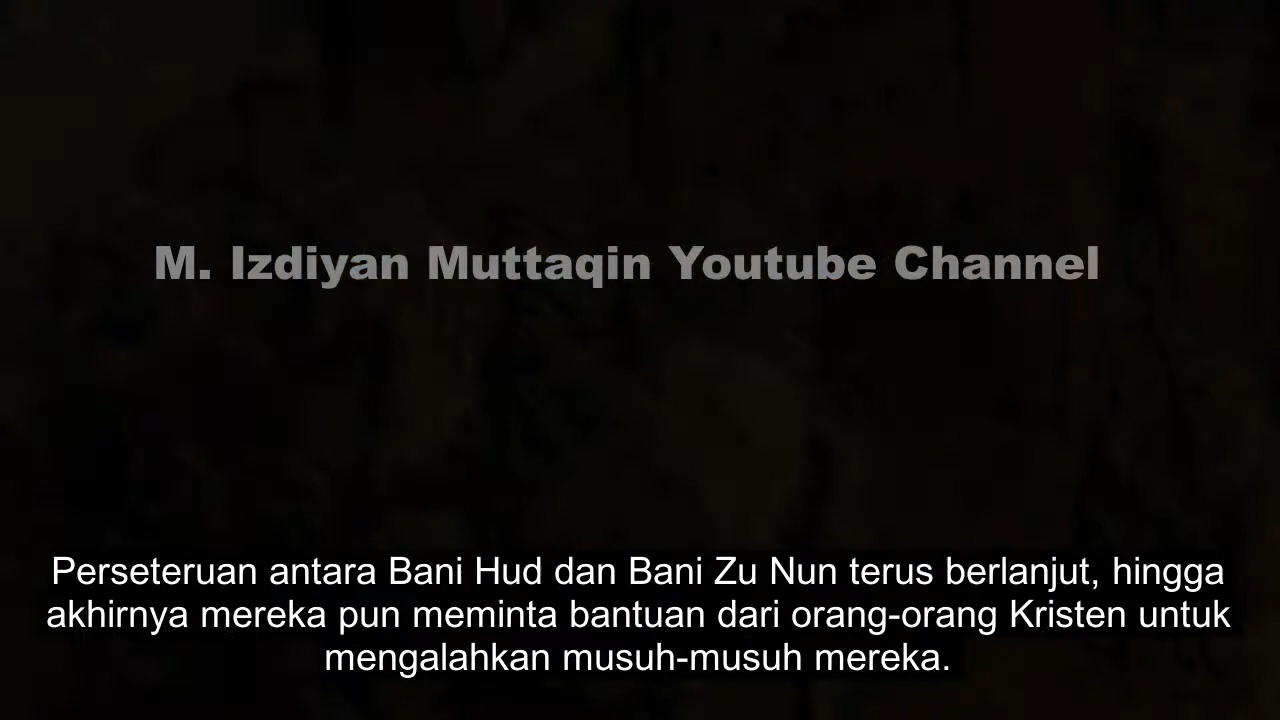 M. Izdiyan Muttaqin Youtube Channel
Perseteruan antara Bani Hud dan Bani Zu Nun terus berlanjut, hingga
akhirnya mereka pun meminta bantuan dari orang-orang Kristen untuk
mengalahkan musuh-musuh mereka.